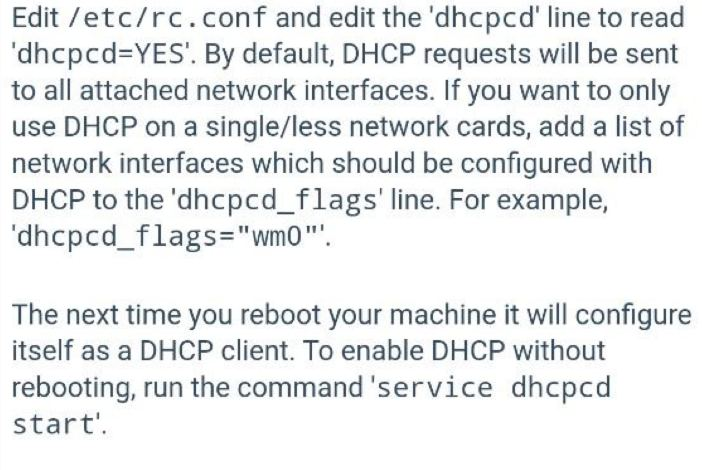 Edit /etc/rc.conf and edit the 'dhcpcd' line to read
'dhcpcd=YES'. By default, DHCP requests will be sent
to all attached network interfaces. If you want to only
use DHCP on a single/less network cards, add a list of
network interfaces which should be configured with
DHCP to the 'dhcpcd_flags' line. For example,
'dhcpcd_flags="wm0"'.
The next time you reboot your machine it will configure
itself as a DHCP client. To enable DHCP without
rebooting, run the command 'service dhcpcd
start'.